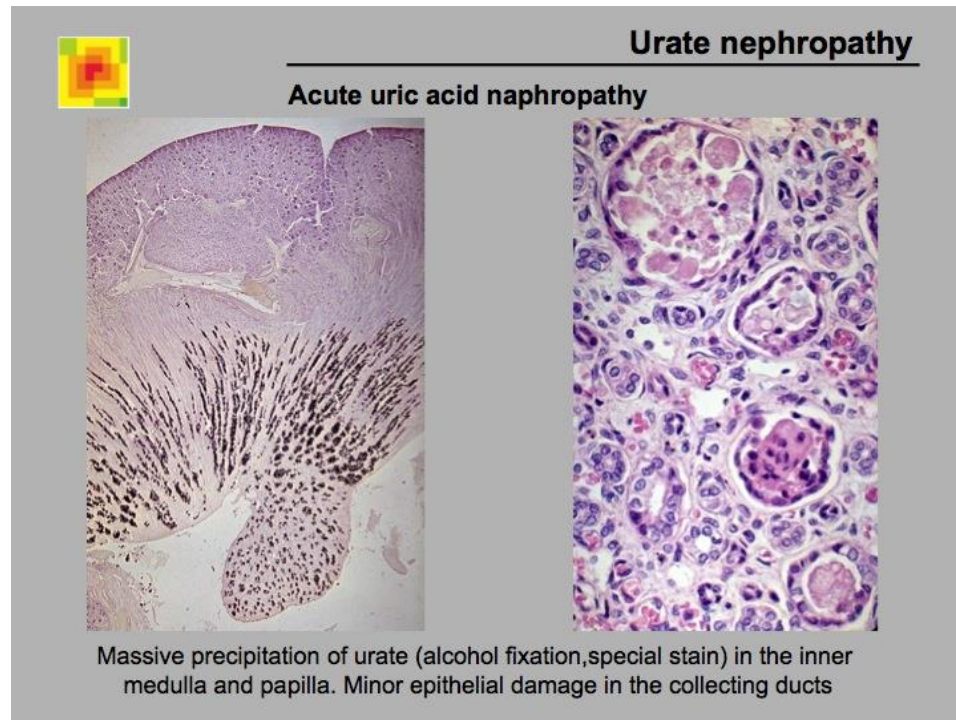 Urate nephropathy
Acute uric acid naphropathy
Massive precipitation of urate (alcohol fixation,special stain) in the inner
medulla and papilla. Minor epithelial damage in the collecting ducts